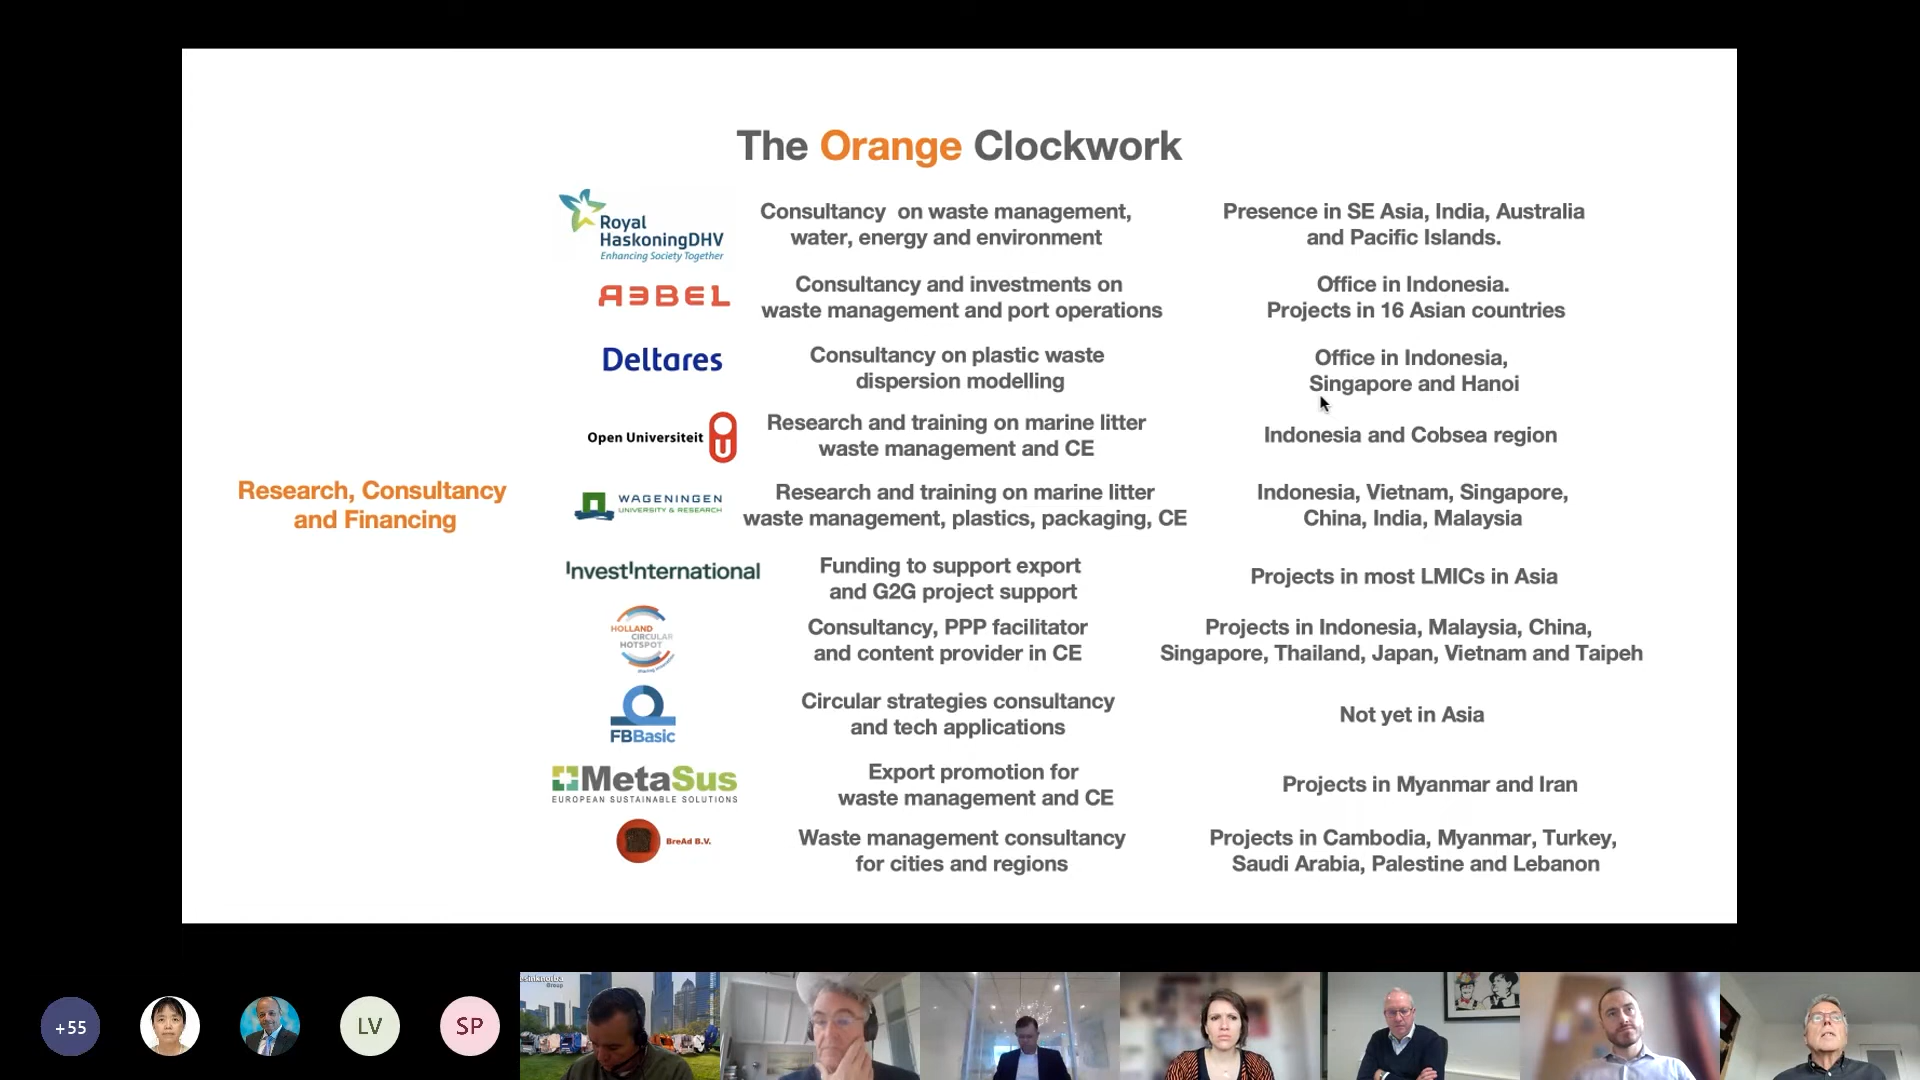 The Orange Clockwork
Research, Consultancy
and Financing
Royal
HaskoningDHV
Enhancing Society Together
Consultancy on waste management,
water, energy and environment
Presence in SE Asia, India, Australia
and Pacific Islands.
REBEL
Consultancy and investments on
waste management and port operations
Office in Indonesia.
Projects in 16 Asian countries
Deltares
Consultancy on plastic waste
dispersion modelling
Office in Indonesia,
Singapore and Hanoi
Open Universiteit
Research and training on marine litter
waste management and CE
Indonesia and Cobsea region
WAGENINGEN
UNIVERSITY & RESEARCH
Research and training on marine litter
waste management, plastics, packaging, CE
Indonesia, Vietnam, Singapore,
China, India, Malaysia
InvestInternational
Funding to support export
and G2G project support
Projects in most LMICs in Asia
HOLLAND
CIRCULAR
HOTSPOT
Consultancy, PPP facilitator
and content provider in CE
Projects in Indonesia, Malaysia, China,
Singapore, Thailand, Japan, Vietnam and Taipeh
FBBasic
Circular strategies consultancy
and tech applications
Not yet in Asia
MetaSus
EUROPEAN SUSTAINABLE SOLUTIONS
Export promotion for
waste management and CE
Projects in Myanmar and Iran
BreAd B.V.
Waste management consultancy
for cities and regions
Projects in Cambodia, Myanmar, Turkey,
Saudi Arabia, Palestine and Lebanon
+55
LV
SP
Group